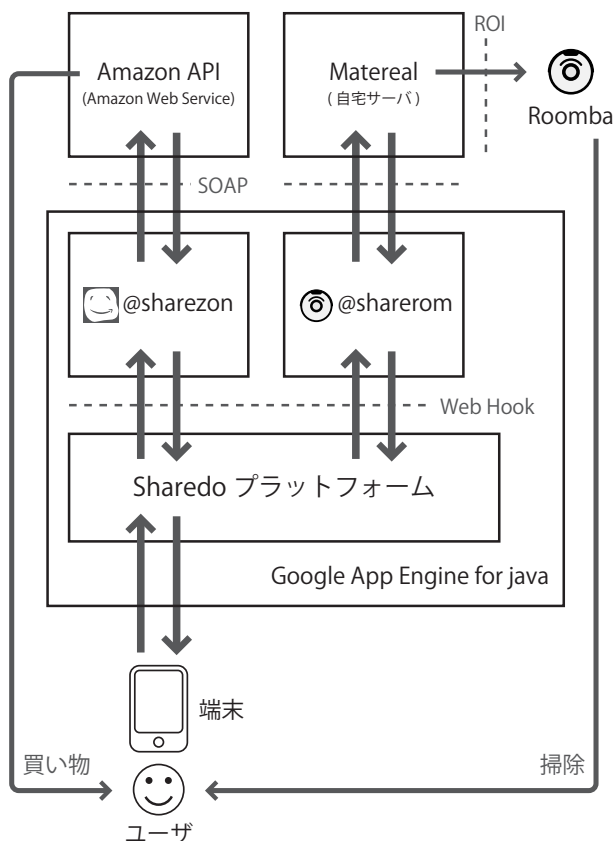 ROI
Amazon API
(Amazon Web Service)
Matereal
( 自宅サーバ )
Roomba
SOAP
@sharezon
@sharerom
Web Hook
Sharedo プラットフォーム
Google App Engine for java
端末
買い物
掃除
ユーザ